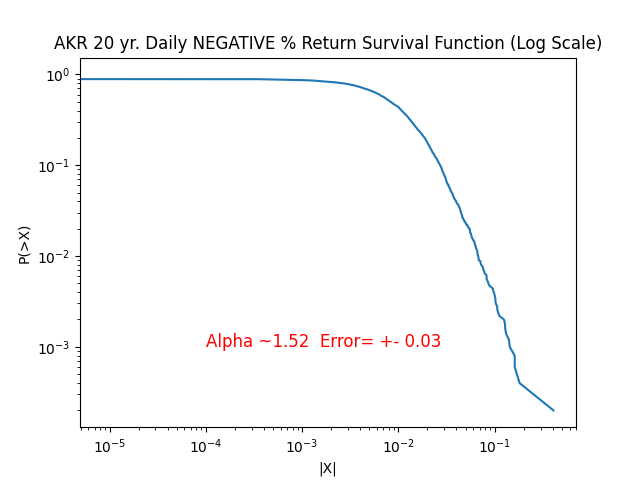 AKR 20 yr. Daily NEGATIVE % Return Survival Function (Log Scale)
10⁰
10⁻¹
10⁻²
10⁻³
P(>X)
Alpha ~1.52  Error= +- 0.03
10⁻⁵ 10⁻⁴ 10⁻³ 10⁻² 10⁻¹
|X|